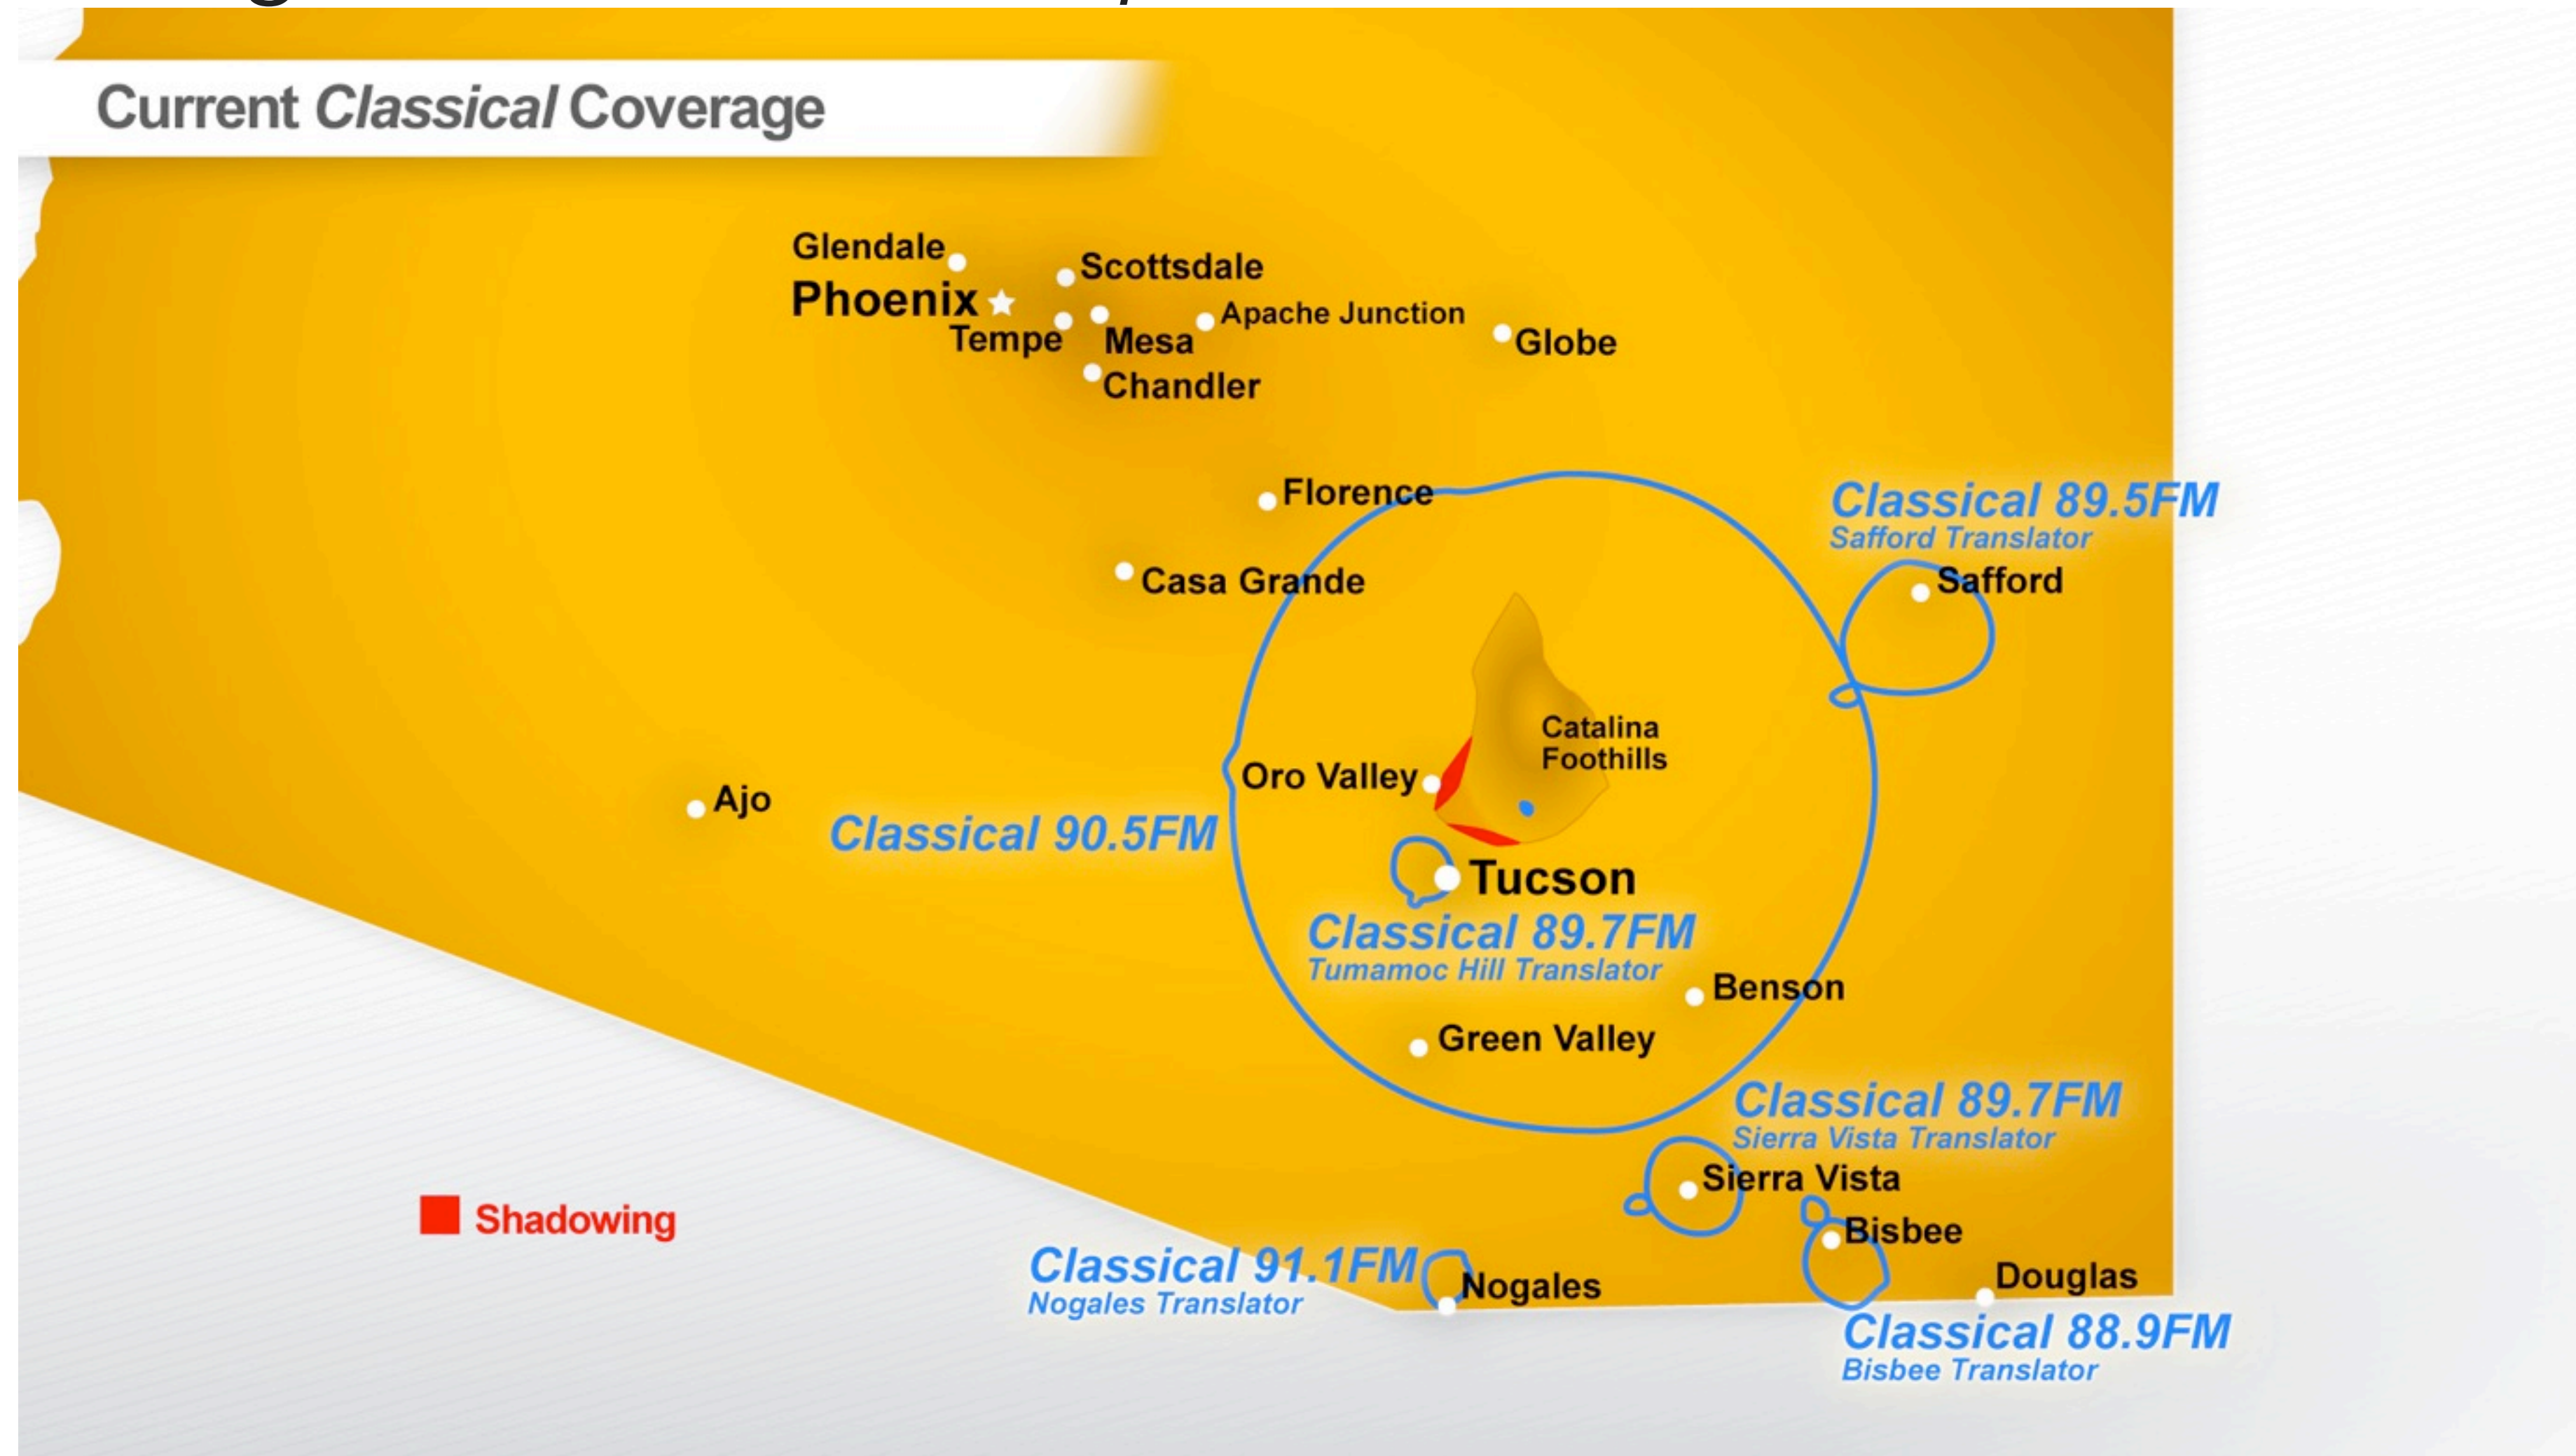 Current Classical Coverage
Glendale
Scottsdale
Phoenix
Apache Junction
Tempe
Mesa
Globe
Chandler
Florence
Classical 89.5FM
Safford Translator
Casa Grande
Safford
Catalina
Foothills
Oro Valley
Ajo
Classical 90.5FM
Tucson
Classical 89.7FM
Tumamoc Hill Translator
Benson
Green Valley
Classical 89.7FM
Sierra Vista Translator
Sierra Vista
Shadowing
Bisbee
Classical 91.1FM
Nogales Translator
Nogales
Douglas
Classical 88.9FM
Bisbee Translator